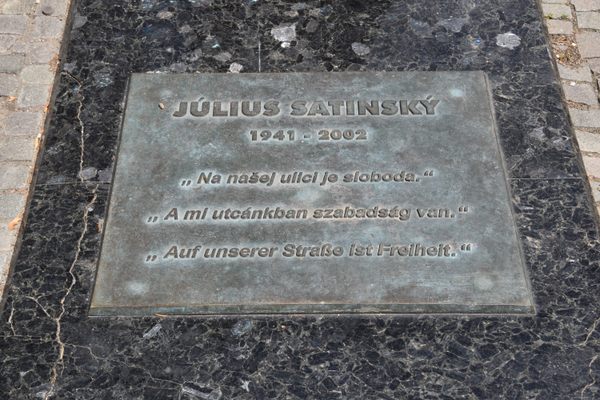 JÚLIUS SATINSKÝ
1941 - 2002
„Na našej ulici je sloboda.“
„A mi utcánkban szabadság van.“
„Auf unserer Straße ist Freiheit.“